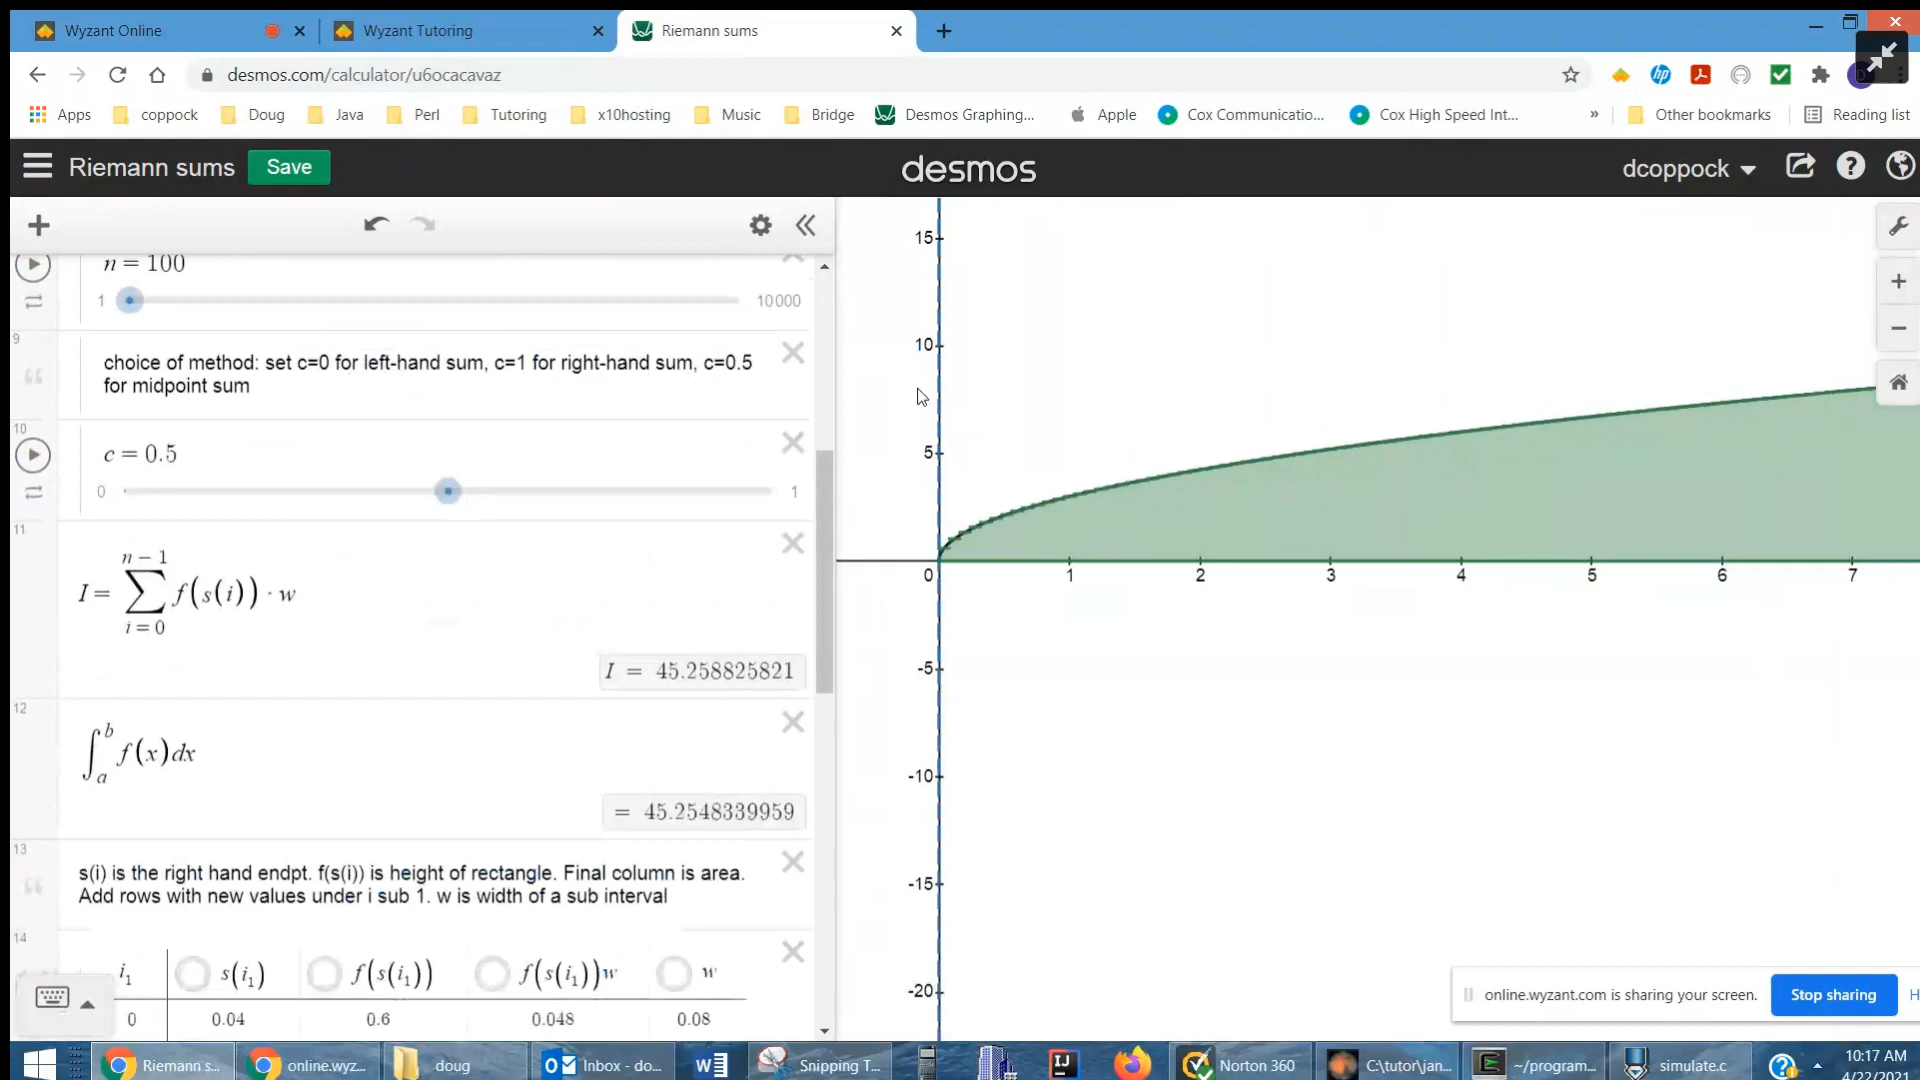 Wyzant Online
Wyzant Tutoring
Riemann sums
desmos.com/calculator/u6ocacavaz
Apps
coppock
Doug
Java
Perl
Tutoring
x10hosting
Music
Bridge
Desmos Graphing...
Apple
Cox Communicatio...
Cox High Speed Int...
»
Other bookmarks
Reading list
Riemann sums
Save
desmos
dcoppock
n = 100
1
10000
9
choice of method: set c=0 for left-hand sum, c=1 for right-hand sum, c=0.5
for midpoint sum
10
c = 0.5
0
1
11
n − 1
I = ∑ f(s(i)) · w
i = 0
I = 45.258825821
12
∫_a^b f(x) dx
= 45.2548339959
13
s(i) is the right hand endpt. f(s(i)) is height of rectangle. Final column is area.
Add rows with new values under i sub 1. w is width of a sub interval
14
i₁ s(i₁) f(s(i₁)) f(s(i₁))w w
0 0.04 0.6 0.048 0.08
15
10
5
0 1 2 3 4 5 6 7
-5
-10
-15
-20
online.wyzant.com is sharing your screen.
Stop sharing
Riemann s...
online.wyz...
doug
Inbox - do...
Snipping T...
Norton 360
C:\tutor\jan...
~/program...
simulate.c
10:17 AM
4/22/2021